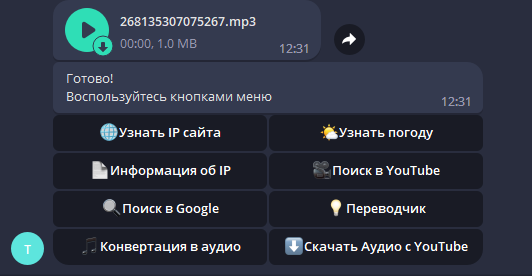 268135307075267.mp3
00:00, 1.0 MB
12:31
Готово!
Воспользуйтесь кнопками меню
12:31
Узнать IP сайта
Узнать погоду
Информация об IP
Поиск в YouTube
Поиск в Google
Переводчик
Конвертация в аудио
Скачать Аудио с YouTube
T